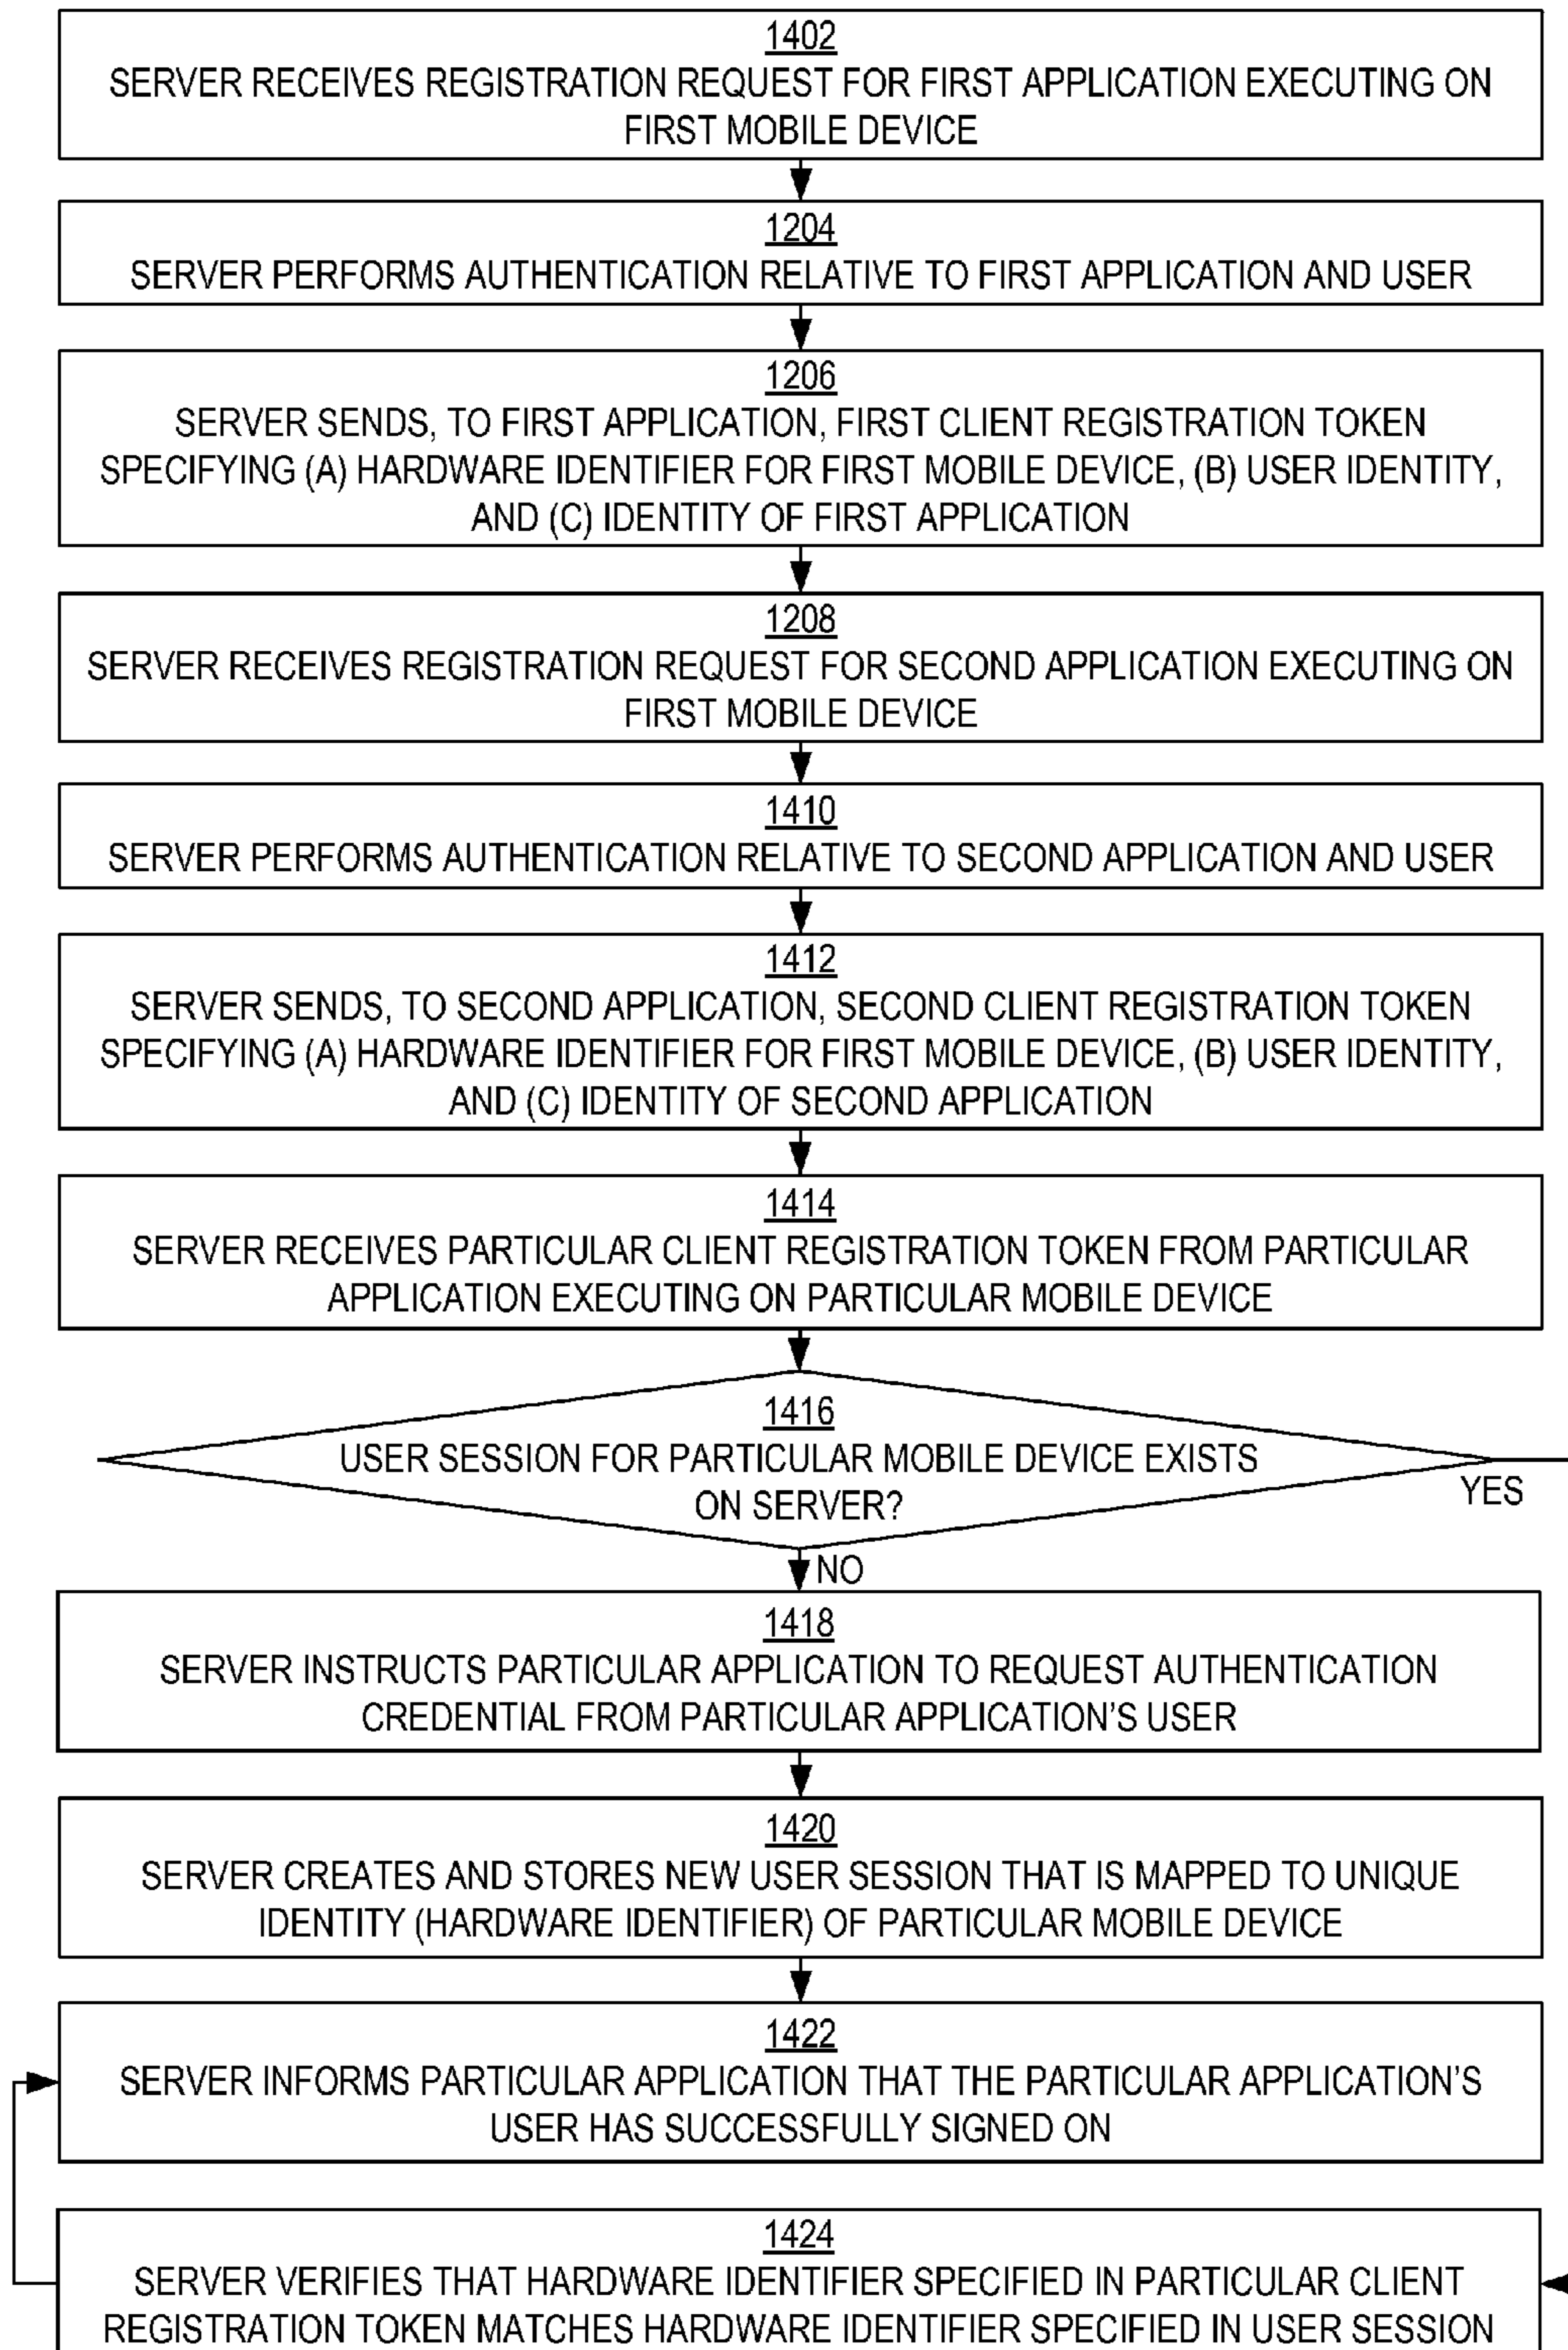 1402
SERVER RECEIVES REGISTRATION REQUEST FOR FIRST APPLICATION EXECUTING ON
FIRST MOBILE DEVICE
1204
SERVER PERFORMS AUTHENTICATION RELATIVE TO FIRST APPLICATION AND USER
1206
SERVER SENDS, TO FIRST APPLICATION, FIRST CLIENT REGISTRATION TOKEN
SPECIFYING (A) HARDWARE IDENTIFIER FOR FIRST MOBILE DEVICE, (B) USER IDENTITY,
AND (C) IDENTITY OF FIRST APPLICATION
1208
SERVER RECEIVES REGISTRATION REQUEST FOR SECOND APPLICATION EXECUTING ON
FIRST MOBILE DEVICE
1410
SERVER PERFORMS AUTHENTICATION RELATIVE TO SECOND APPLICATION AND USER
1412
SERVER SENDS, TO SECOND APPLICATION, SECOND CLIENT REGISTRATION TOKEN
SPECIFYING (A) HARDWARE IDENTIFIER FOR FIRST MOBILE DEVICE, (B) USER IDENTITY,
AND (C) IDENTITY OF SECOND APPLICATION
1414
SERVER RECEIVES PARTICULAR CLIENT REGISTRATION TOKEN FROM PARTICULAR
APPLICATION EXECUTING ON PARTICULAR MOBILE DEVICE
1416
USER SESSION FOR PARTICULAR MOBILE DEVICE EXISTS
ON SERVER?
YES
NO
1418
SERVER INSTRUCTS PARTICULAR APPLICATION TO REQUEST AUTHENTICATION
CREDENTIAL FROM PARTICULAR APPLICATION'S USER
1420
SERVER CREATES AND STORES NEW USER SESSION THAT IS MAPPED TO UNIQUE
IDENTITY (HARDWARE IDENTIFIER) OF PARTICULAR MOBILE DEVICE
1422
SERVER INFORMS PARTICULAR APPLICATION THAT THE PARTICULAR APPLICATION'S
USER HAS SUCCESSFULLY SIGNED ON
1424
SERVER VERIFIES THAT HARDWARE IDENTIFIER SPECIFIED IN PARTICULAR CLIENT
REGISTRATION TOKEN MATCHES HARDWARE IDENTIFIER SPECIFIED IN USER SESSION